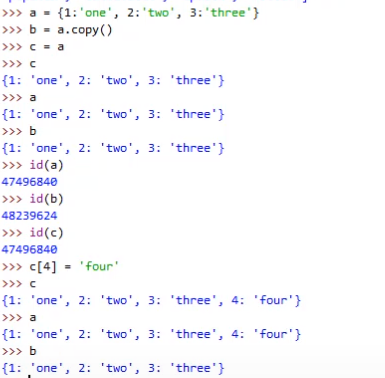 >>> a = {1:'one', 2:'two', 3:'three'}
>>> b = a.copy()
>>> c = a
>>> c
{1: 'one', 2: 'two', 3: 'three'}
>>> a
{1: 'one', 2: 'two', 3: 'three'}
>>> b
{1: 'one', 2: 'two', 3: 'three'}
>>> id(a)
47496840
>>> id(b)
48239624
>>> id(c)
47496840
>>> c[4] = 'four'
>>> c
{1: 'one', 2: 'two', 3: 'three', 4: 'four'}
>>> a
{1: 'one', 2: 'two', 3: 'three', 4: 'four'}
>>> b
{1: 'one', 2: 'two', 3: 'three'}